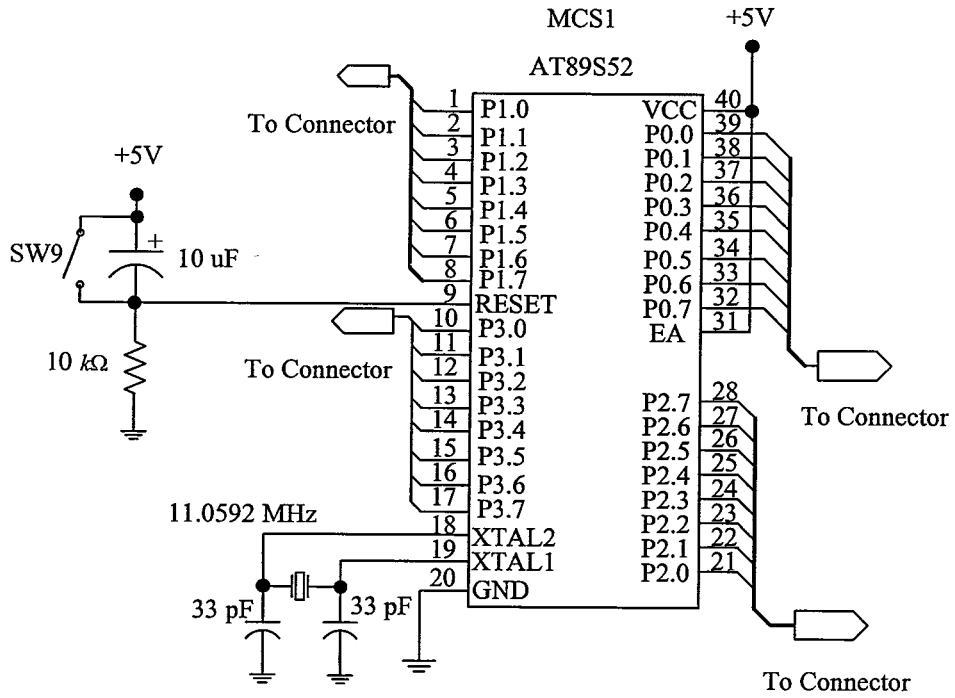 MCS1
AT89S52
+5V
To Connector
+5V
SW9
+
10 uF
10 kΩ
To Connector
11.0592 MHz
33 pF
33 pF
1 P1.0
2 P1.1
3 P1.2
4 P1.3
5 P1.4
6 P1.5
7 P1.6
8 P1.7
9 RESET
10 P3.0
11 P3.1
12 P3.2
13 P3.3
14 P3.4
15 P3.5
16 P3.6
17 P3.7
18 XTAL2
19 XTAL1
20 GND
VCC 40
P0.0 39
P0.1 38
P0.2 37
P0.3 36
P0.4 35
P0.5 34
P0.6 33
P0.7 32
EA 31
P2.7 28
P2.6 27
P2.5 26
P2.4 25
P2.3 24
P2.2 23
P2.1 22
P2.0 21
To Connector
To Connector